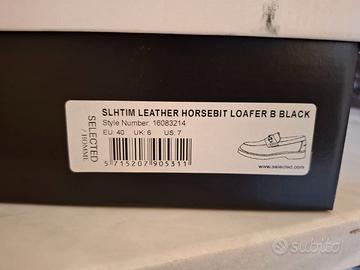 SLHTIM LEATHER HORSEBIT LOAFER B BLACK
Style Number: 16083214
EU: 40 UK: 6 US: 7
SELECTED
/ HOMME
5 715207 905311
www.selected.com
subito